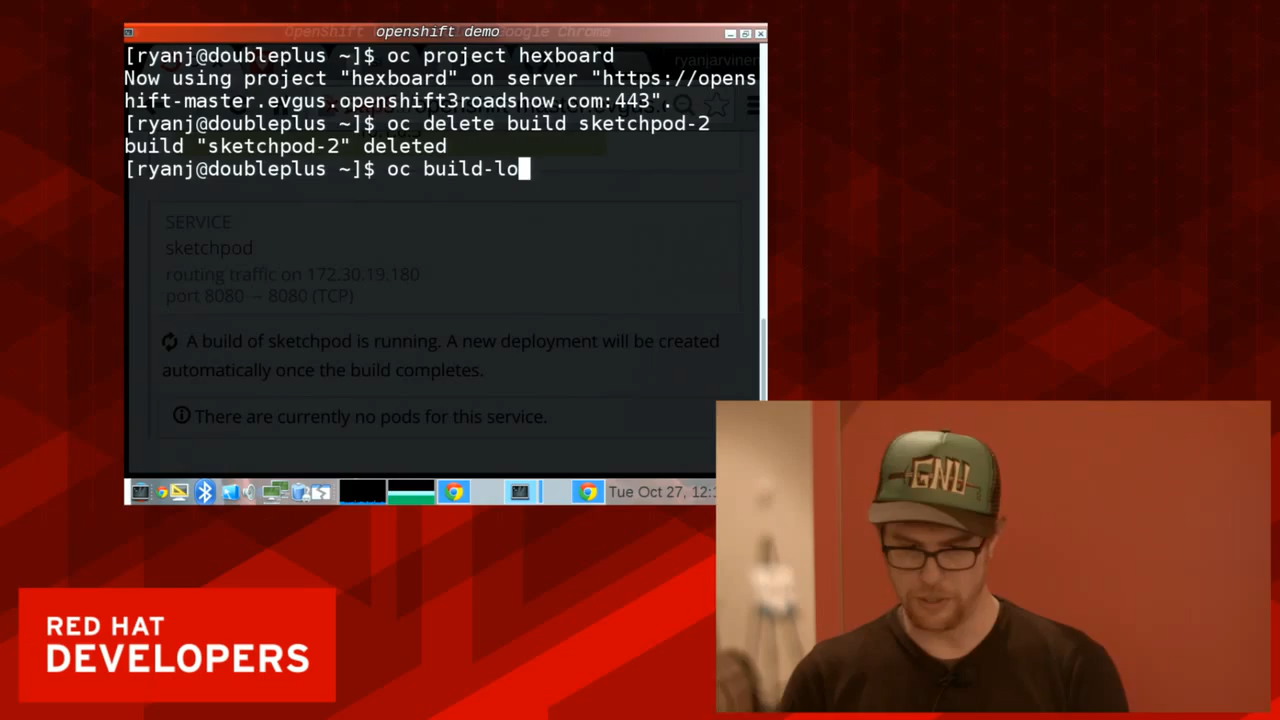 openshift demo
[ryanj@doubleplus ~]$ oc project hexboard
Now using project "hexboard" on server "https://opens
hift-master.evgus.openshift3roadshow.com:443".
[ryanj@doubleplus ~]$ oc delete build sketchpod-2
build "sketchpod-2" deleted
[ryanj@doubleplus ~]$ oc build-lo
SERVICE
sketchpod
routing traffic on 172.30.19.180
port 8080 → 8080 (TCP)
A build of sketchpod is running. A new deployment will be created
automatically once the build completes.
There are currently no pods for this service.
Tue Oct 27, 12:
GNU
RED HAT
DEVELOPERS